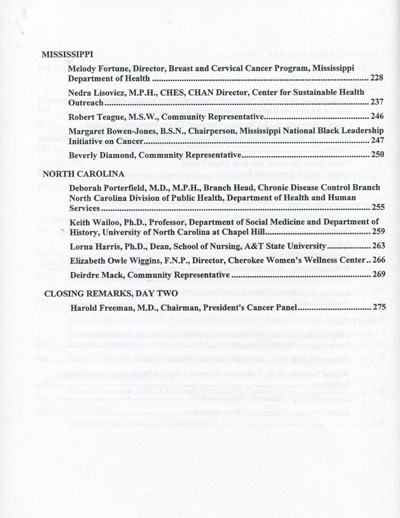 MISSISSIPPI
Melody Fortune, Director, Breast and Cervical Cancer Program, Mississippi
Department of Health ........................................................................ 228
Nedra Lisovicz, M.P.H., CHES, CHAN Director, Center for Sustainable Health
Outreach........................................................................................ 237
Robert Teague, M.S.W., Community Representative................................... 246
Margaret Bowen-Jones, B.S.N., Chairperson, Mississippi National Black Leadership
Initiative on Cancer........................................................................... 247
Beverly Diamond, Community Representative.......................................... 250
NORTH CAROLINA
Deborah Porterfield, M.D., M.P.H., Branch Head, Chronic Disease Control Branch
North Carolina Division of Public Health, Department of Health and Human
Services.......................................................................................... 255
Keith Wailoo, Ph.D., Professor, Department of Social Medicine and Department of
History, University of North Carolina at Chapel Hill................................... 259
Lorna Harris, Ph.D., Dean, School of Nursing, A&T State University.............. 263
Elizabeth Owle Wiggins, F.N.P., Director, Cherokee Women's Wellness Center.. 266
Deirdre Mack, Community Representative .............................................. 269
CLOSING REMARKS, DAY TWO
Harold Freeman, M.D., Chairman, President's Cancer Panel........................ 275